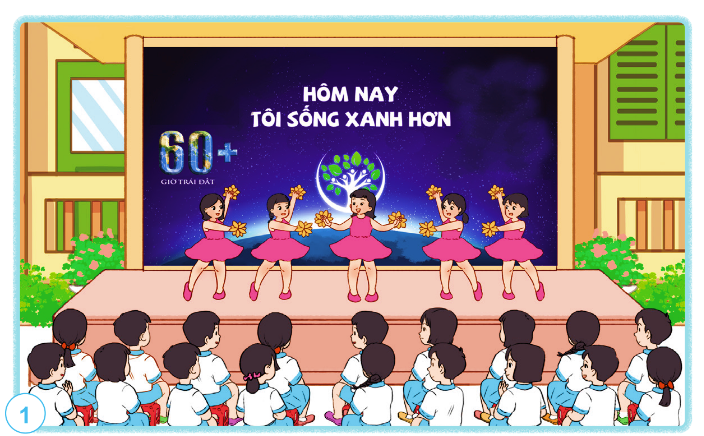 HÔM NAY
TÔI SỐNG XANH HƠN
60+
GIỜ TRÁI ĐẤT
1